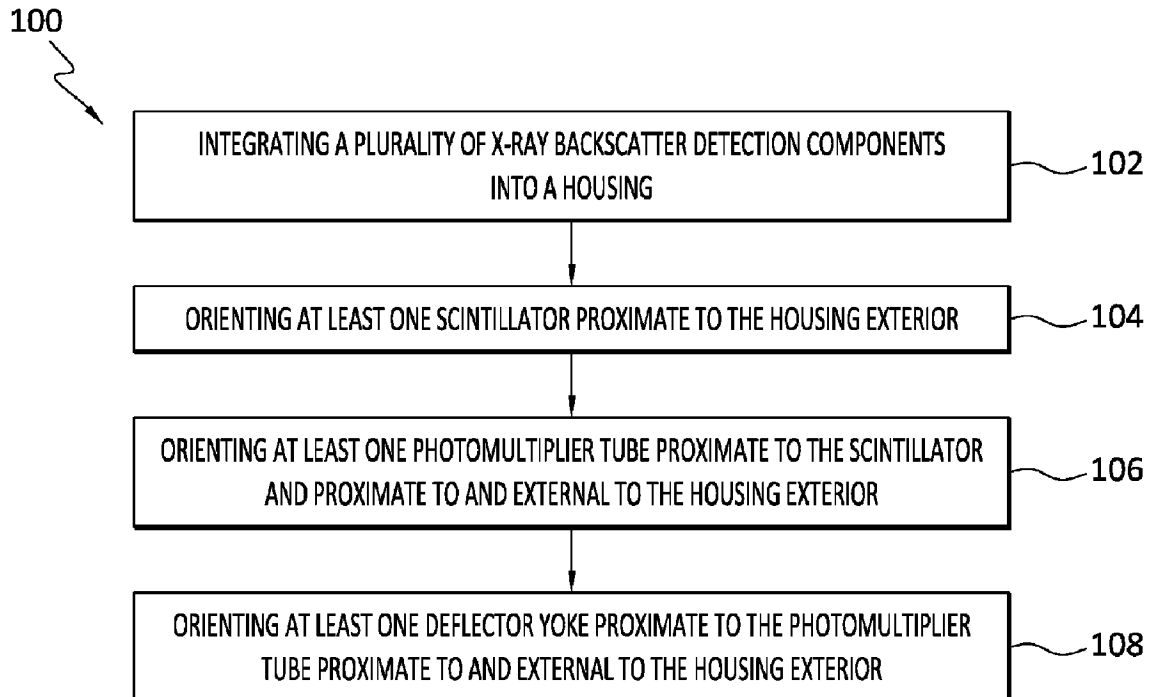 100
INTEGRATING A PLURALITY OF X-RAY BACKSCATTER DETECTION COMPONENTS
INTO A HOUSING
102
ORIENTING AT LEAST ONE SCINTILLATOR PROXIMATE TO THE HOUSING EXTERIOR
104
ORIENTING AT LEAST ONE PHOTOMULTIPLIER TUBE PROXIMATE TO THE SCINTILLATOR
AND PROXIMATE TO AND EXTERNAL TO THE HOUSING EXTERIOR
106
ORIENTING AT LEAST ONE DEFLECTOR YOKE PROXIMATE TO THE PHOTOMULTIPLIER
TUBE PROXIMATE TO AND EXTERNAL TO THE HOUSING EXTERIOR
108